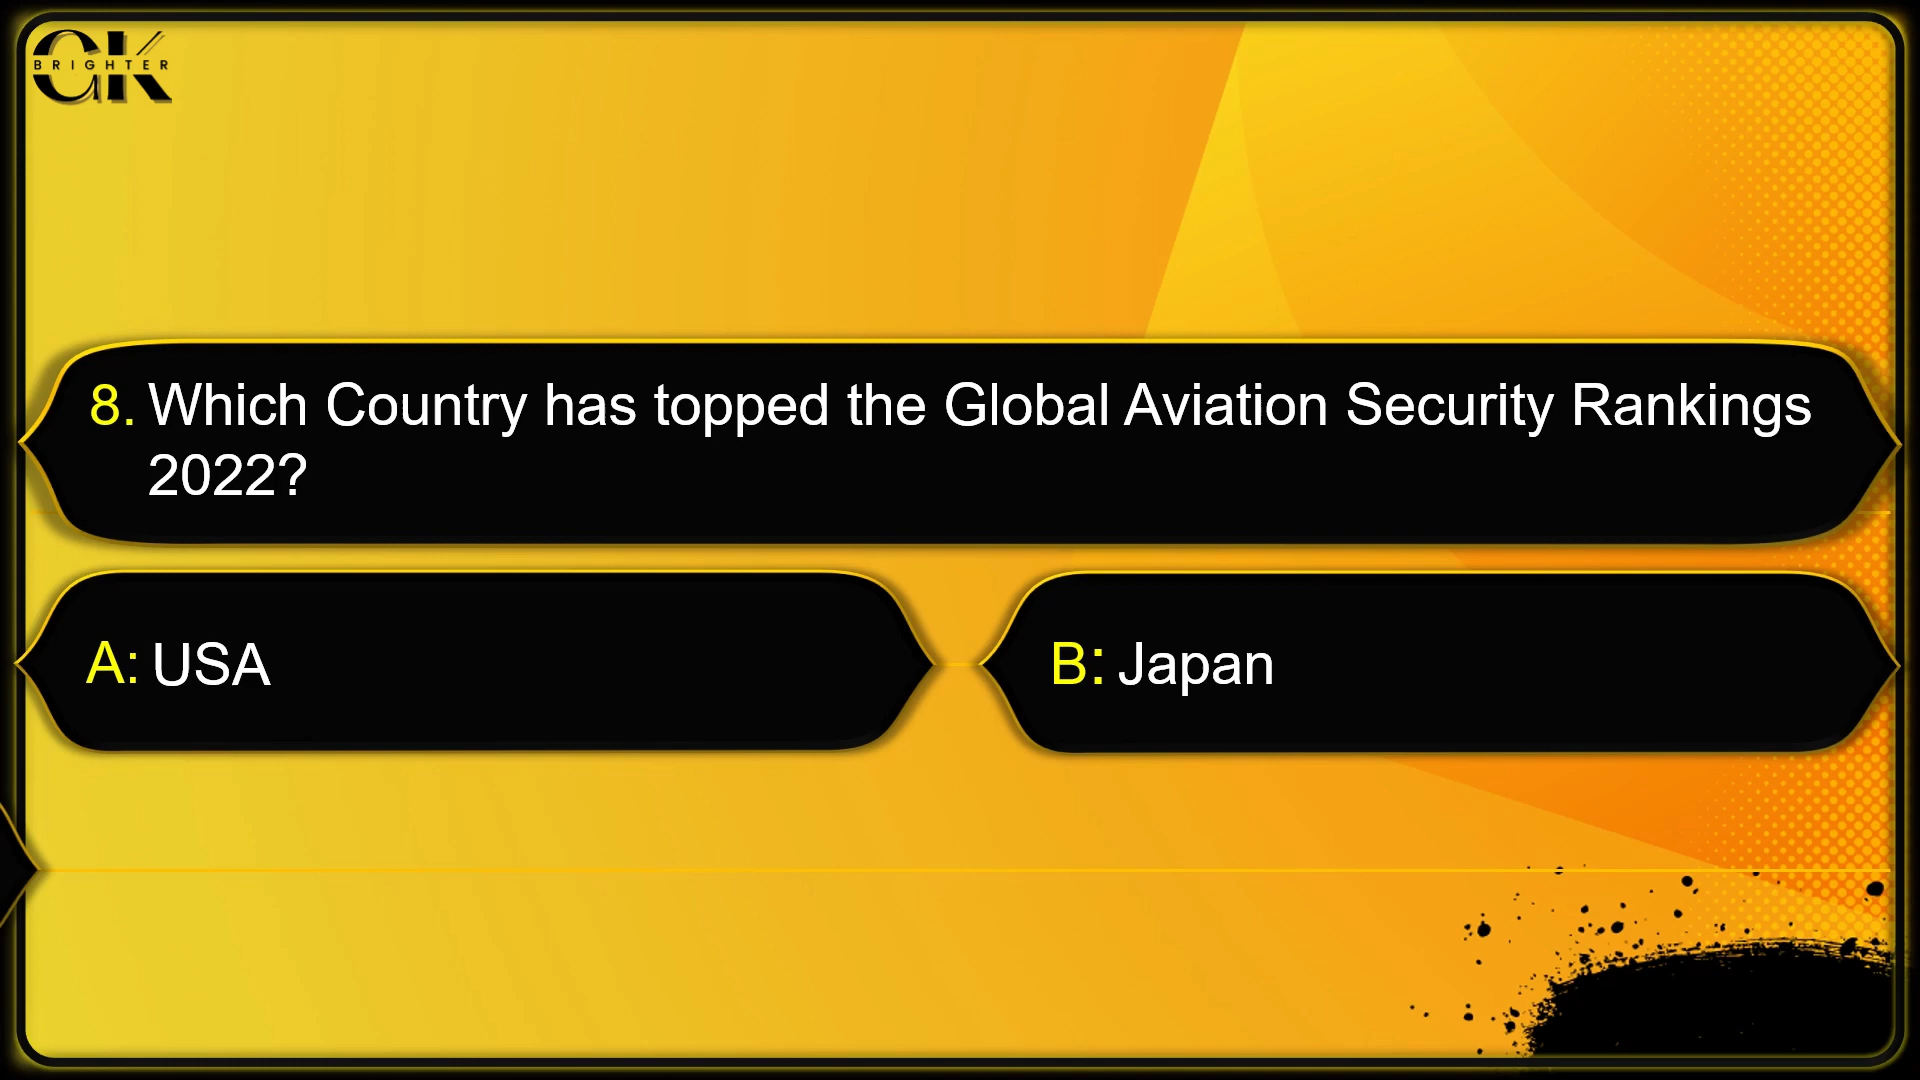 GK
BRIGHTER
8. Which Country has topped the Global Aviation Security Rankings
2022?
A: USA
B: Japan